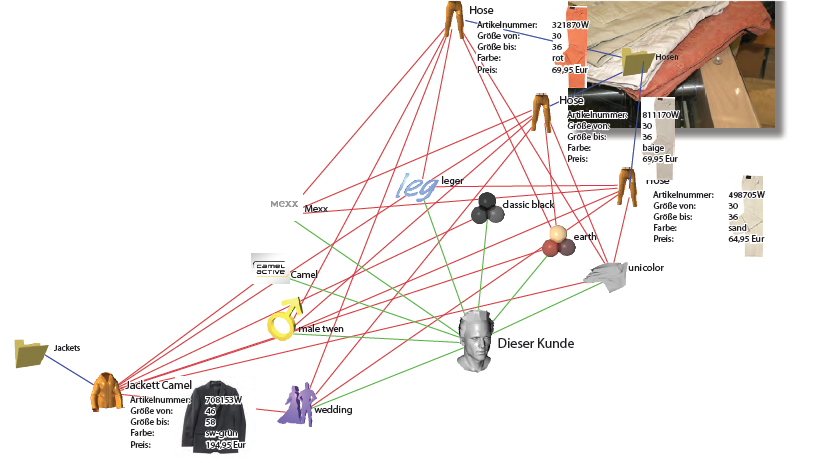 Hose
Artikelnummer: 321870W
Größe von: 30
Größe bis: 36
Farbe: rot
Preis: 69,95 Eur
Hosen
Hose
Artikelnummer: 811170W
Größe von: 30
Größe bis: 36
Farbe: baige
Preis: 69,95 Eur
Hose
Artikelnummer: 498705W
Größe von: 30
Größe bis: 36
Farbe: sand
Preis: 64,95 Eur
leg leger
mexx Mexx
classic black
earth
unicolor
CAMEL ACTIVE Camel
male twen
Dieser Kunde
Jackets
Jackett Camel
Artikelnummer: 708153W
Größe von: 46
Größe bis: 58
Farbe: sw-grün
Preis: 194,95 Eur
wedding